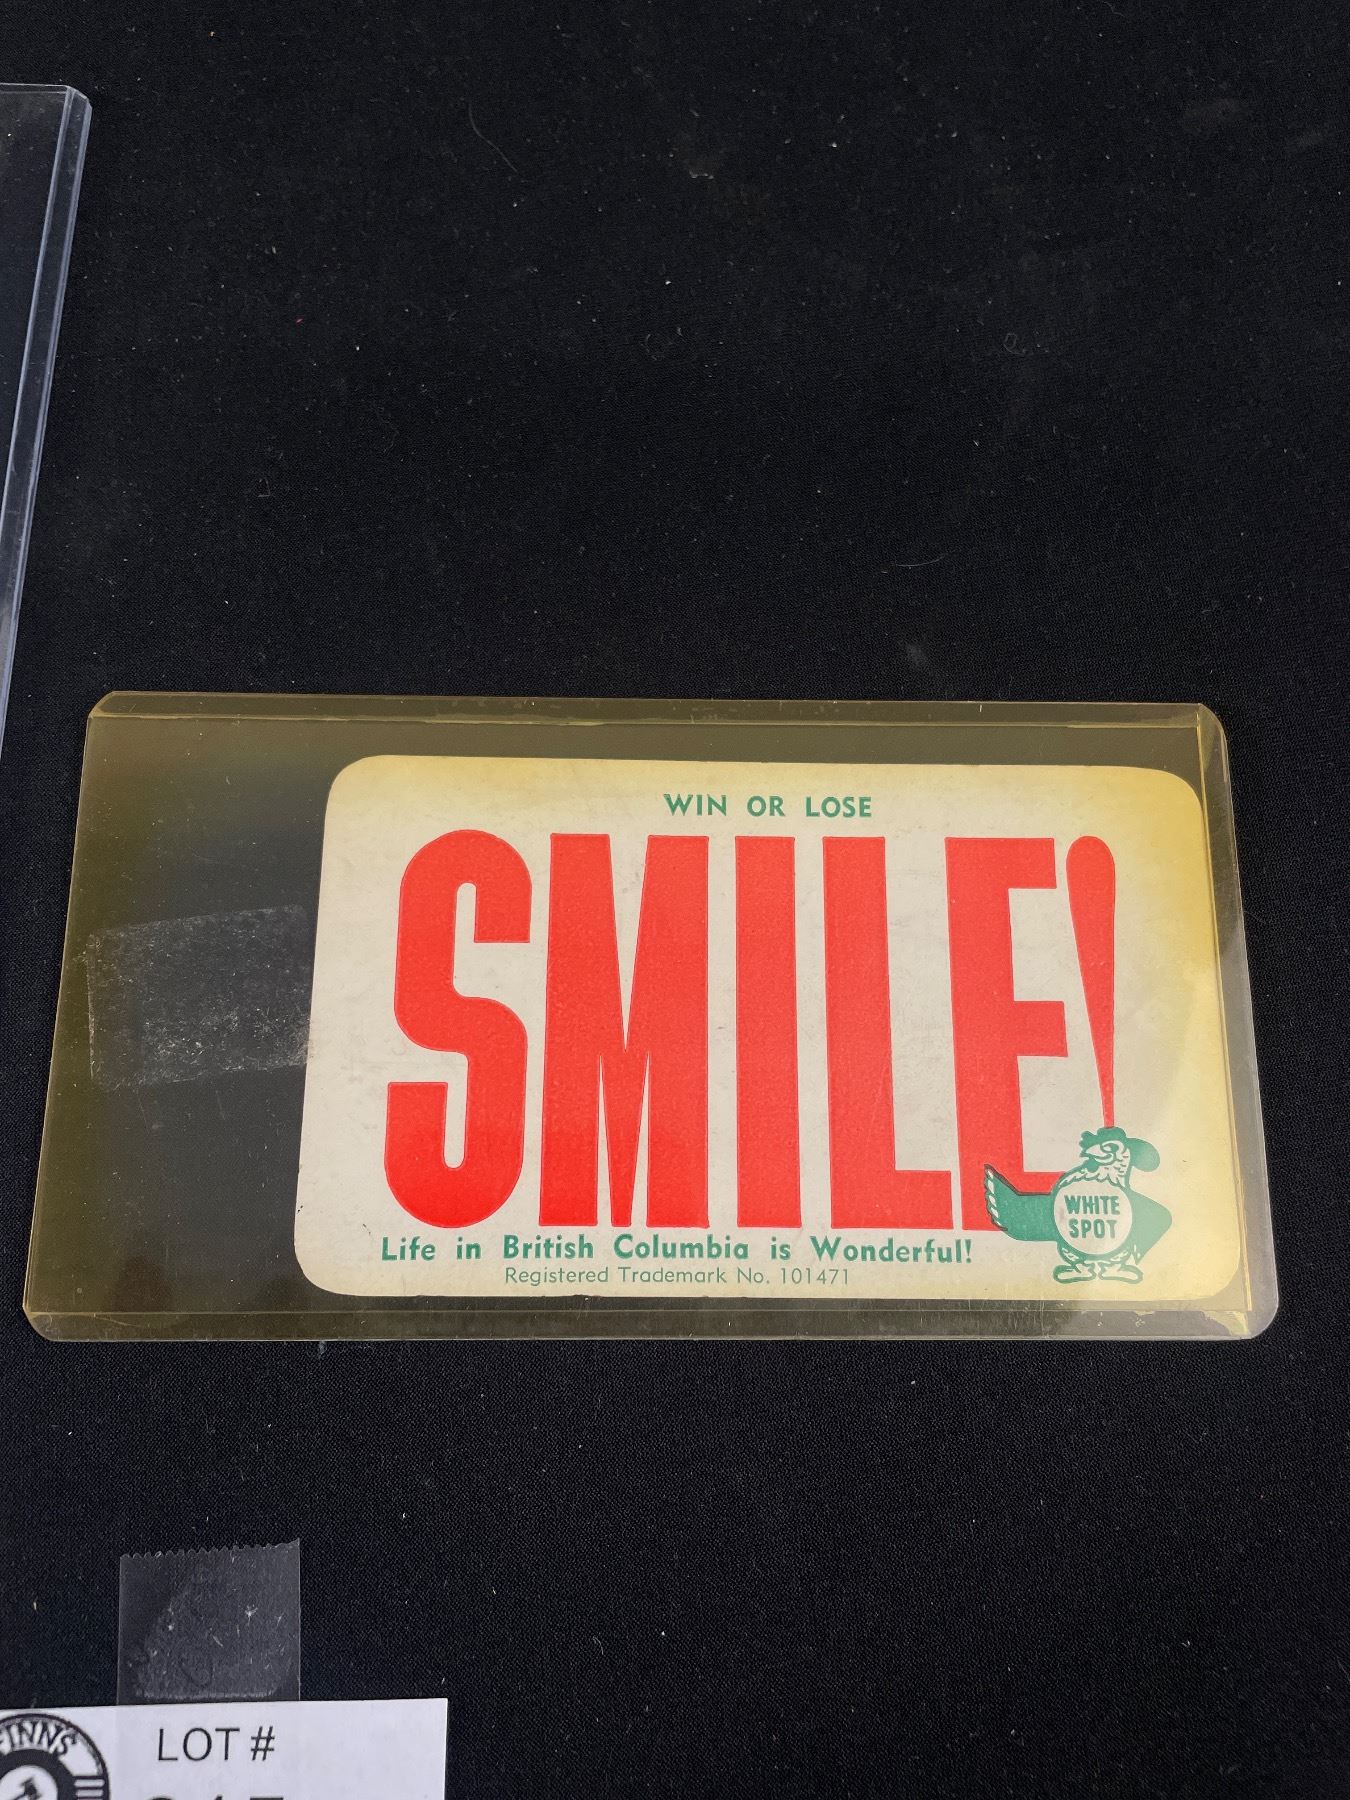 WIN OR LOSE
SMILE!
WHITE
SPOT
Life in British Columbia is Wonderful!
Registered Trademark No. 101471
LOT #